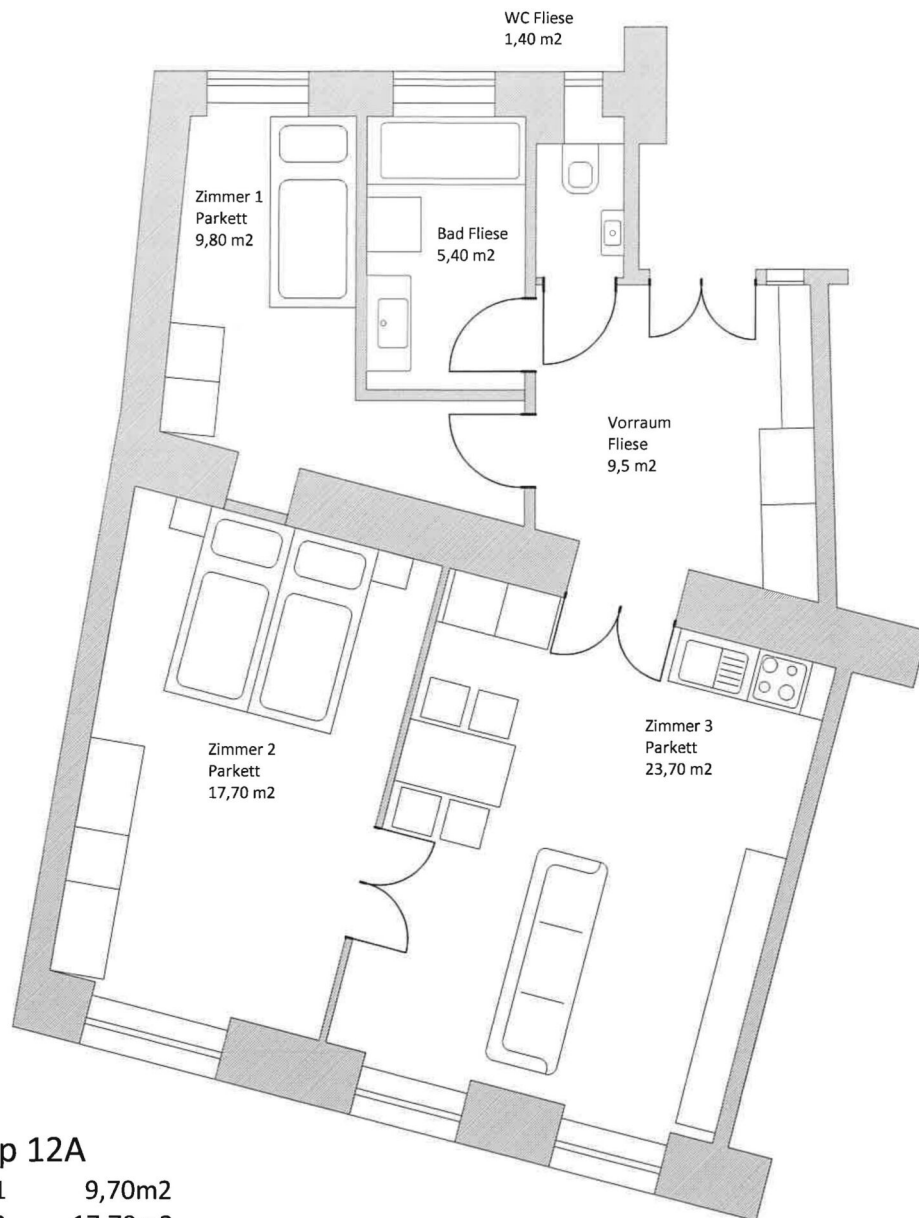 WC Fliese
1,40 m2
Zimmer 1
Parkett
9,80 m2
Bad Fliese
5,40 m2
Vorraum
Fliese
9,5 m2
Zimmer 2
Parkett
17,70 m2
Zimmer 3
Parkett
23,70 m2
p 12A
1 9,70m2